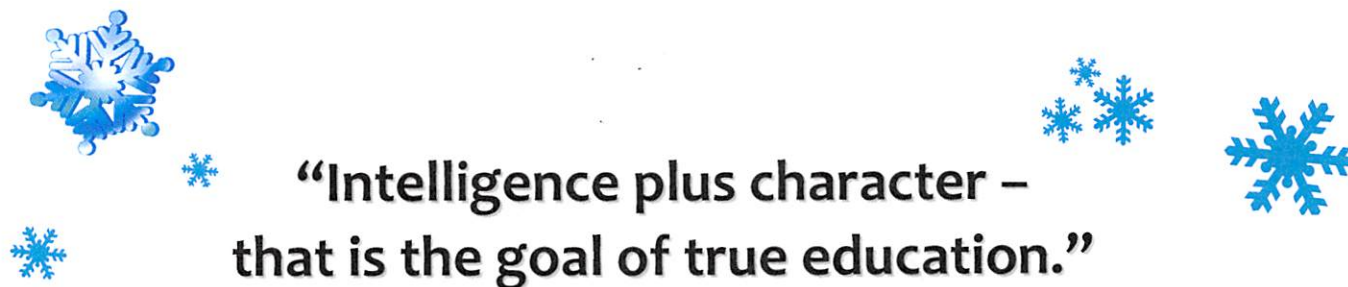 “Intelligence plus character –
that is the goal of true education.”